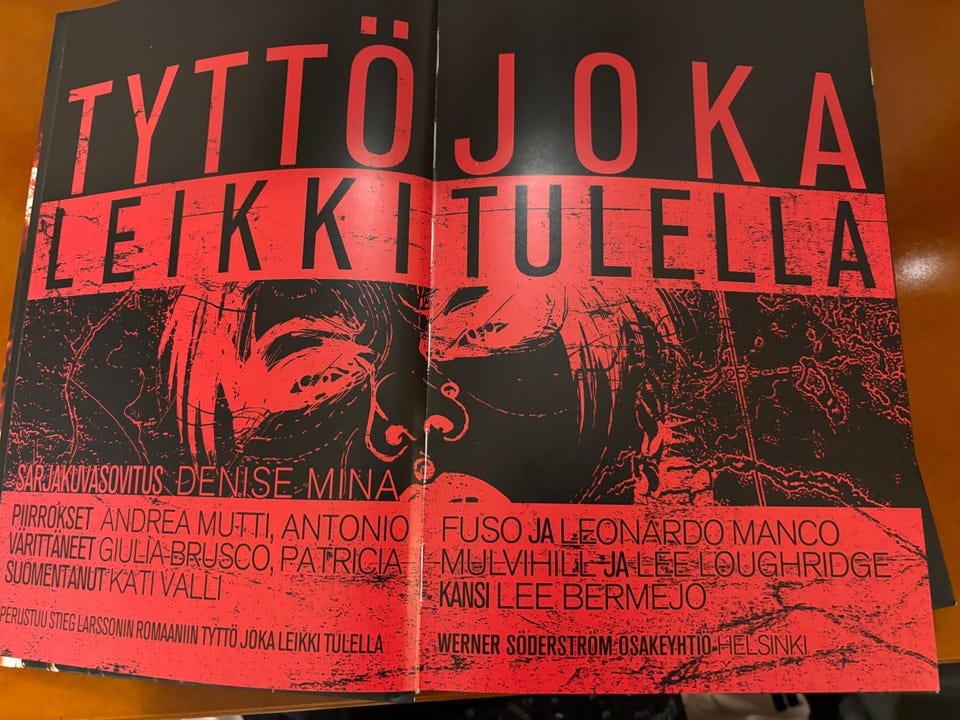 TYTTÖ JOKA
LEIKKI TULELLA
SARJAKUVASOVITUS DENISE MINA
PIIRROKSET ANDREA MUTTI, ANTONIO FUSO JA LEONARDO MANCO
VÄRITTÄNEET GIULIA BRUSCO, PATRICIA MULVIHILL JA LEE LOUGHRIDGE
SUOMENTANUT KATI VALLI
KANSI LEE BERMEJO
PERUSTUU STIEG LARSSONIN ROMAANIIN TYTTÖ JOKA LEIKKI TULELLA
WERNER SÖDERSTRÖM OSAKEYHTIÖ HELSINKI